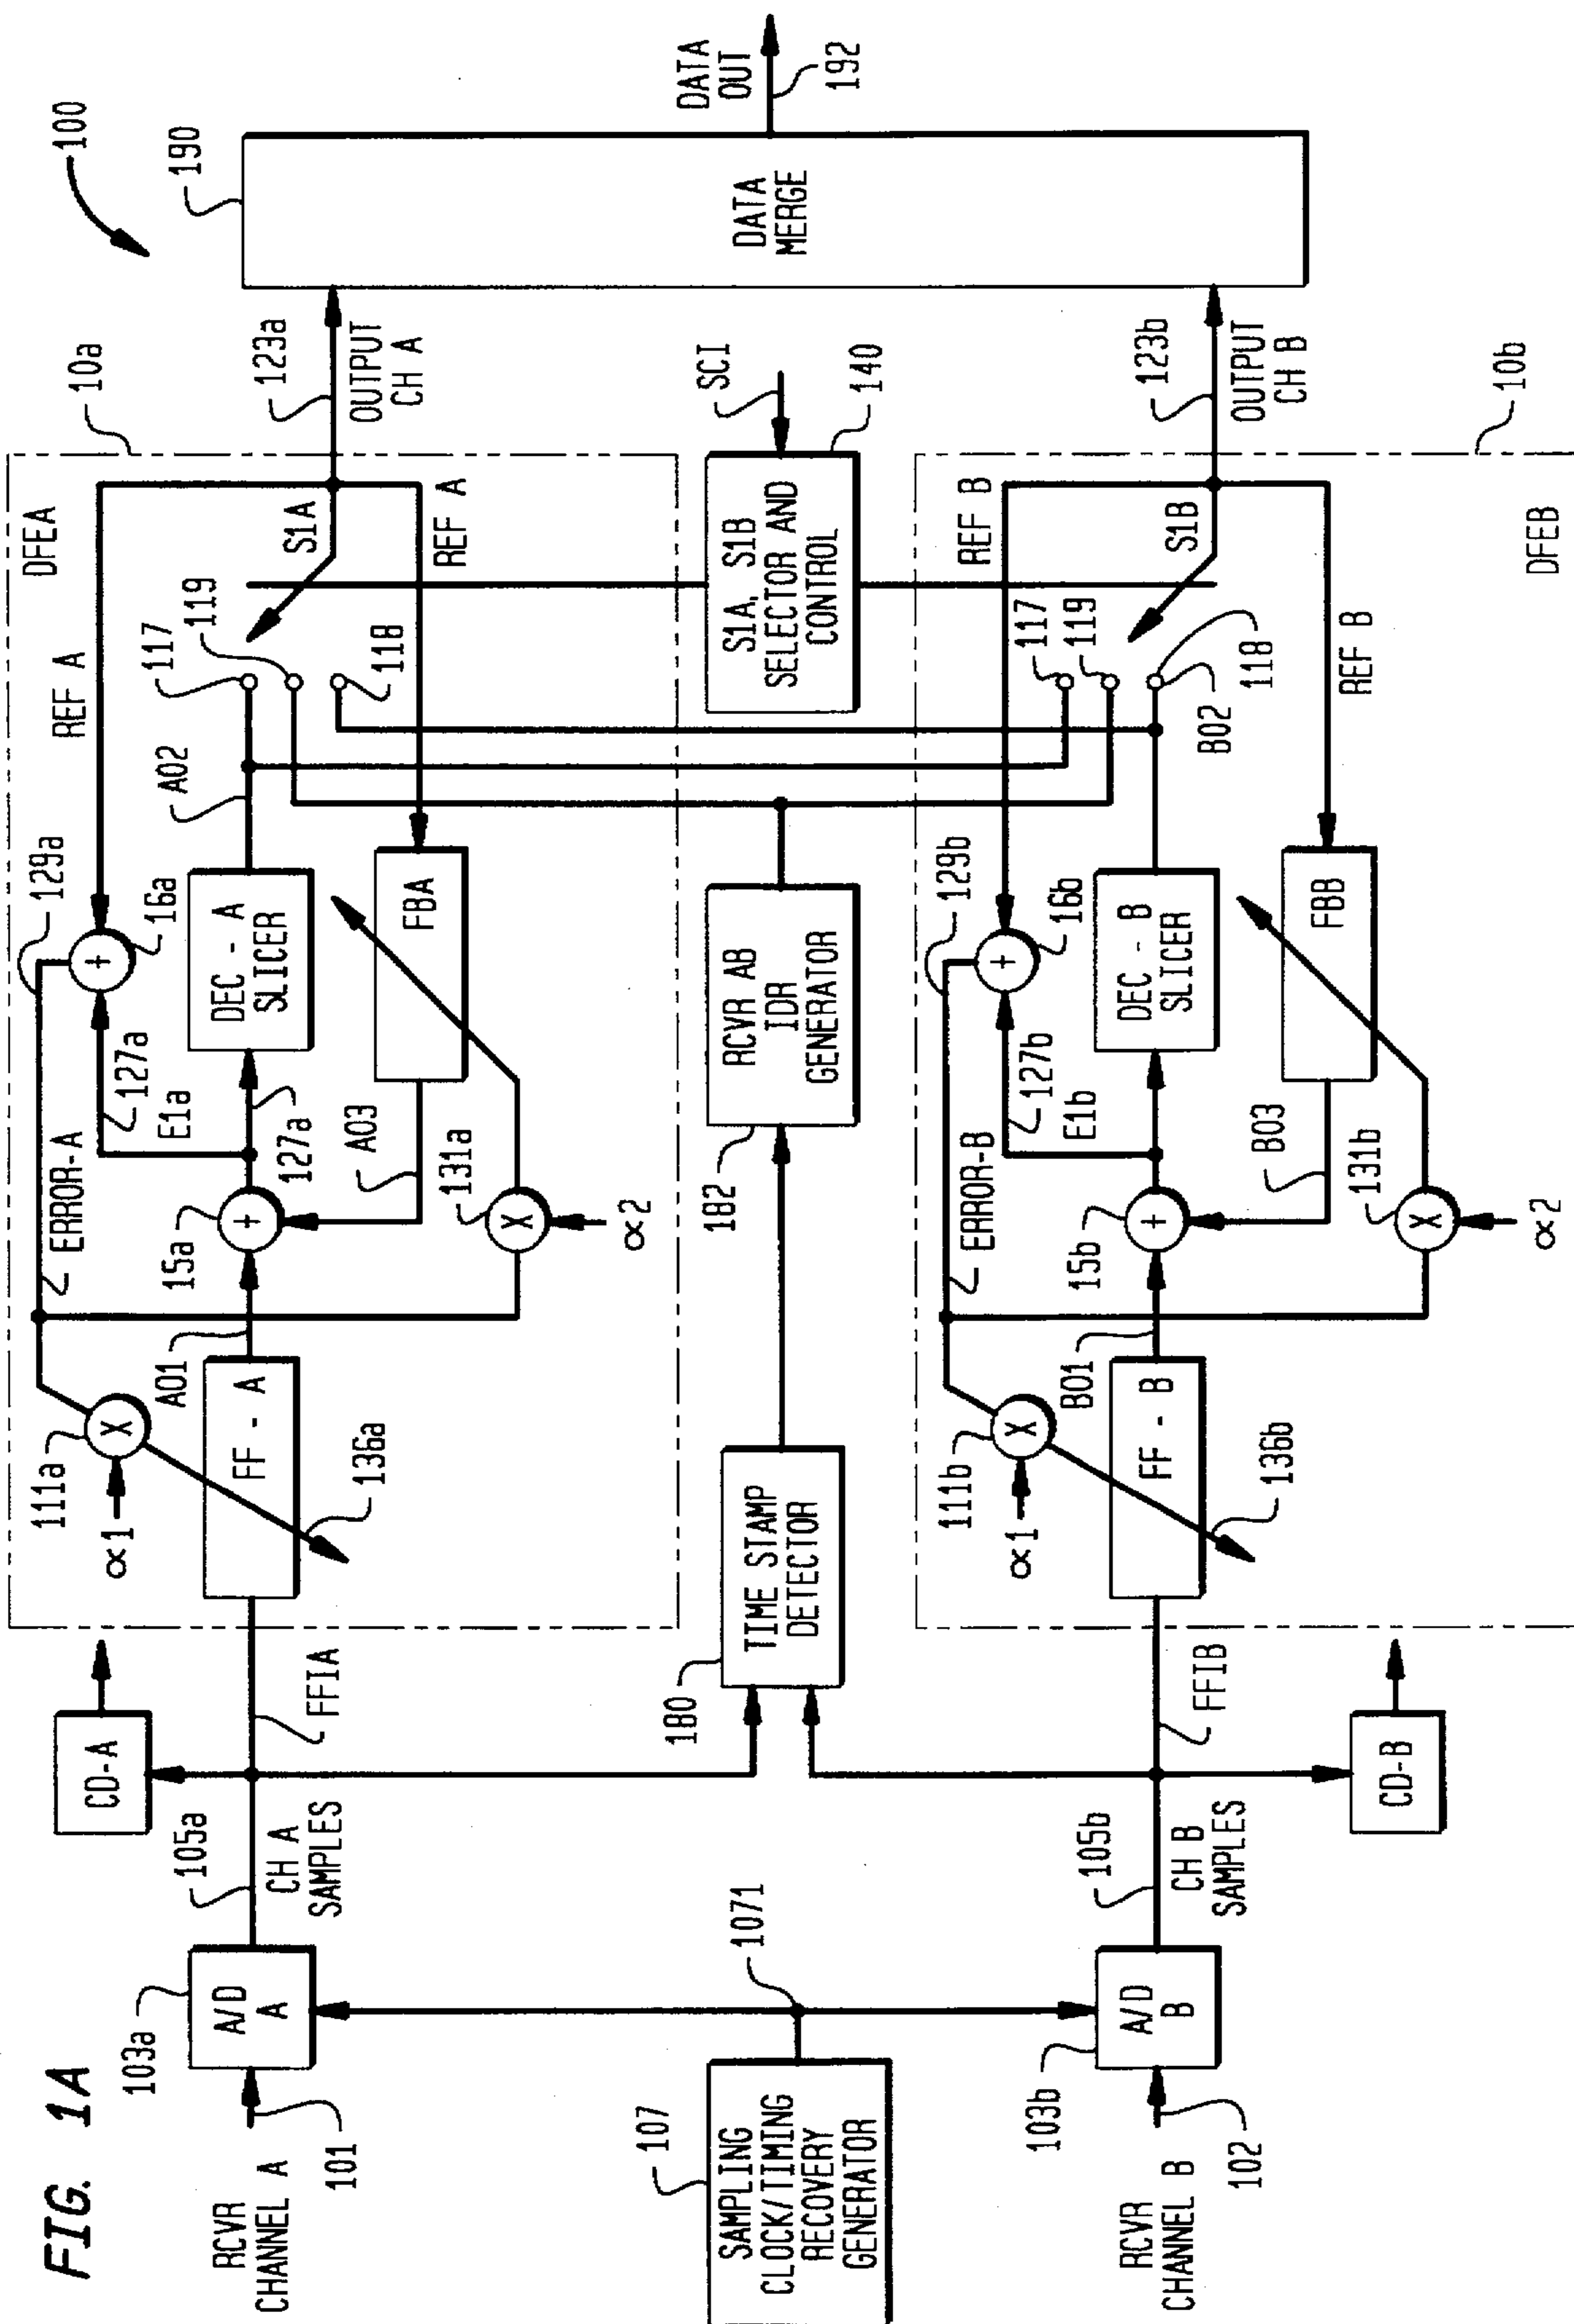 FIG. 1A
100
RCVR
CHANNEL A
101
103a
A/D
A
105a
CH A
SAMPLES
CD-A
FFIA
∝1
111a
X
136a
FF - A
A01
ERROR-A
15a
+
E1a
127a
127a
129a
+
16a
DEC - A
SLICER
A02
A03
131a
X
∝2
FBA
REF A
REF A
DFEA
117
119
118
S1A
10a
123a
OUTPUT
CH A
190
DATA
MERGE
DATA
OUT
192
107
SAMPLING
CLOCK/TIMING
RECOVERY
GENERATOR
1071
180
TIME STAMP
DETECTOR
182
RCVR AB
IDR
GENERATOR
S1A, S1B
SELECTOR AND
CONTROL
SCI
140
RCVR
CHANNEL B
102
103b
A/D
B
105b
CH B
SAMPLES
CD-B
FFIB
∝1
111b
X
136b
FF - B
B01
ERROR-B
15b
+
E1b
127b
129b
+
16b
DEC - B
SLICER
B02
B03
131b
X
∝2
FBB
REF B
REF B
117
119
118
S1B
DFEB
10b
123b
OUTPUT
CH B